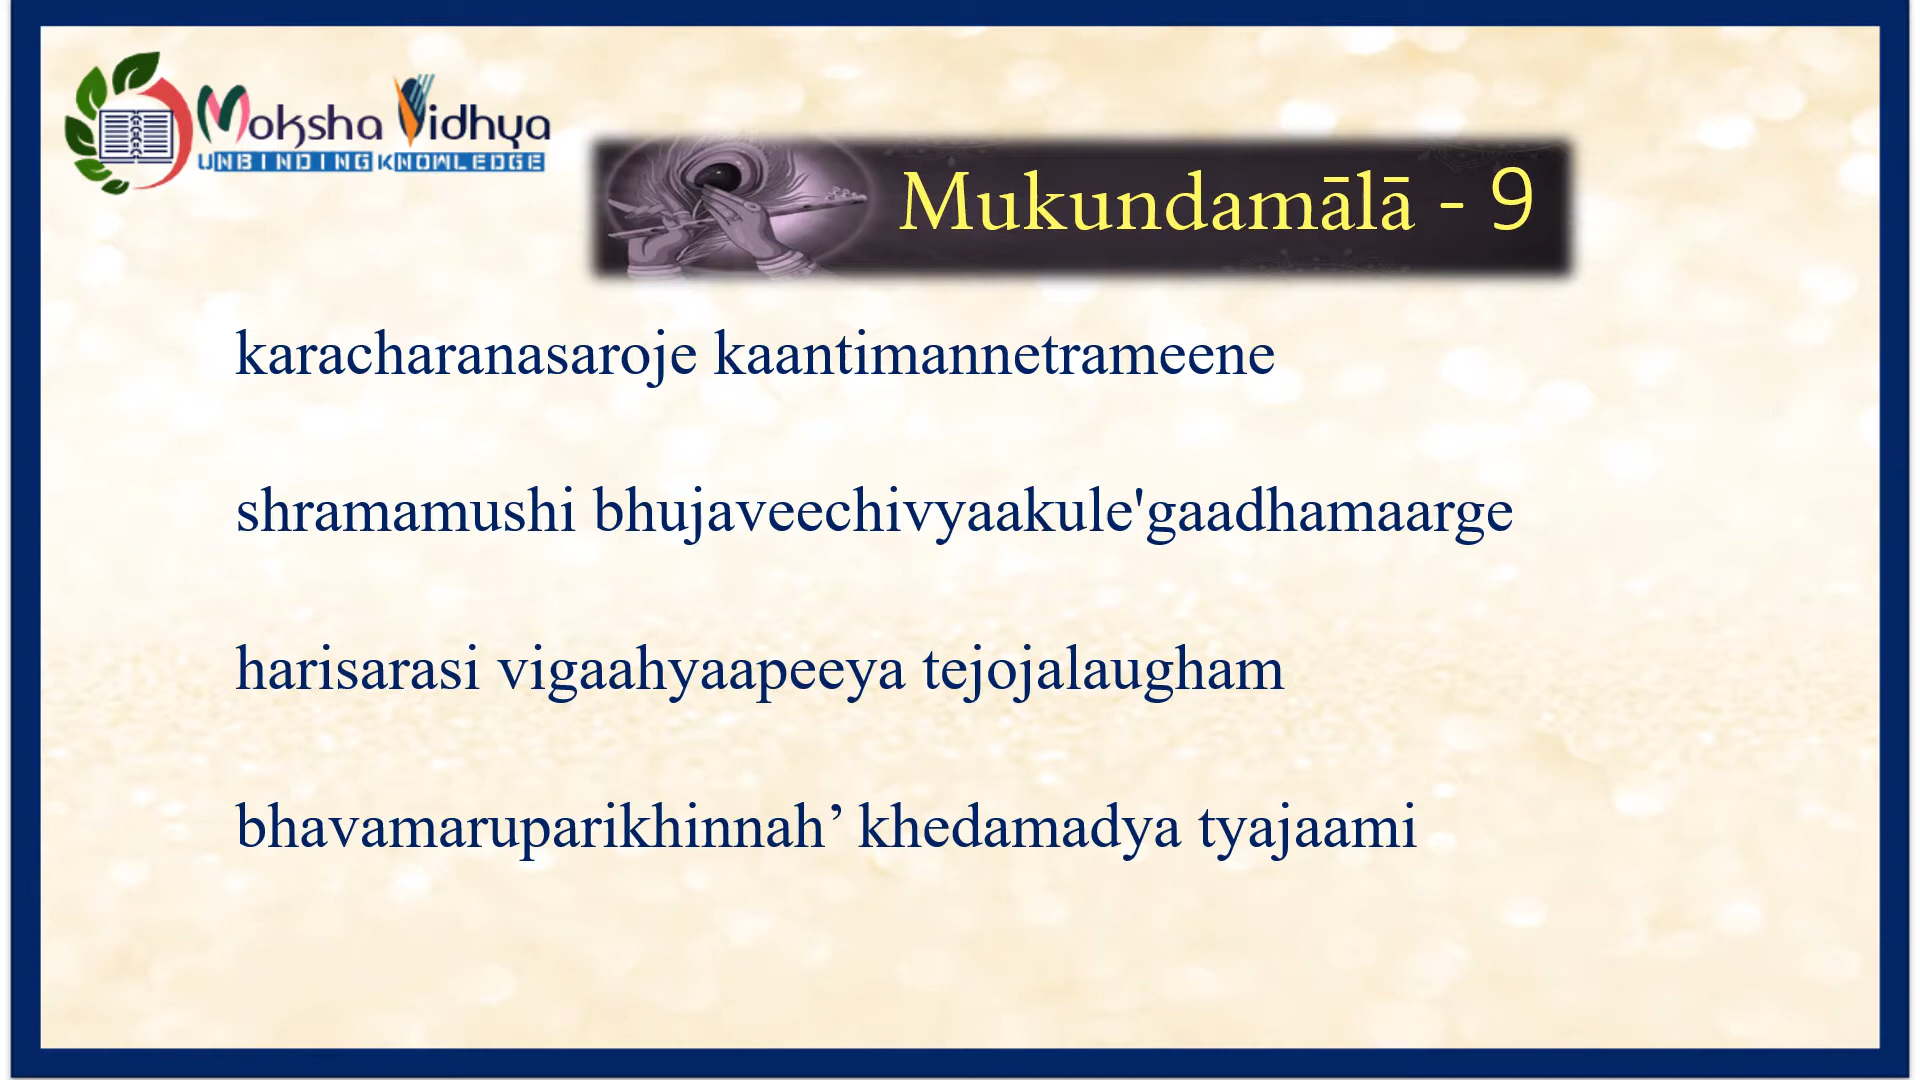 Moksha Vidhya
UNBINDING KNOWLEDGE
Mukundamālā - 9
karacharanasaroje kaantimannetrameene
shramamushi bhujaveechivyaakule'gaadhamaarge
harisarasi vigaahyaapeeya tejojalaugham
bhavamaruparikhinnah’ khedamadya tyajaami